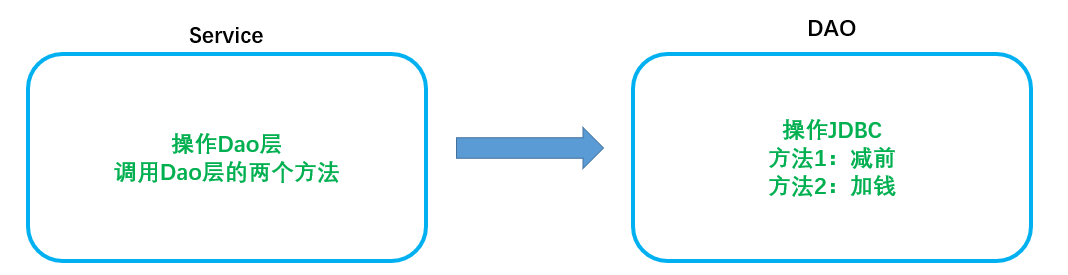 Service
操作Dao层
调用Dao层的两个方法
DAO
操作JDBC
方法1：减前
方法2：加钱